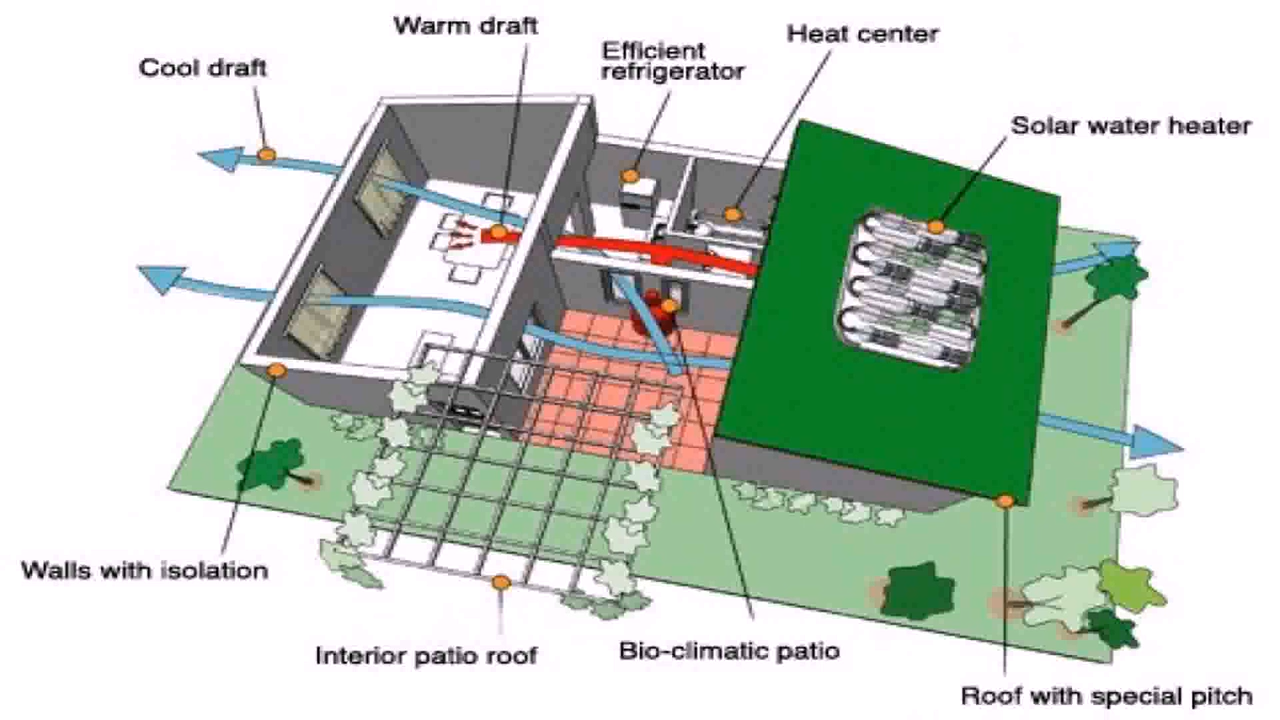 Warm draft
Cool draft
Efficient
refrigerator
Heat center
Solar water heater
Walls with isolation
Interior patio roof
Bio-climatic patio
Roof with special pitch